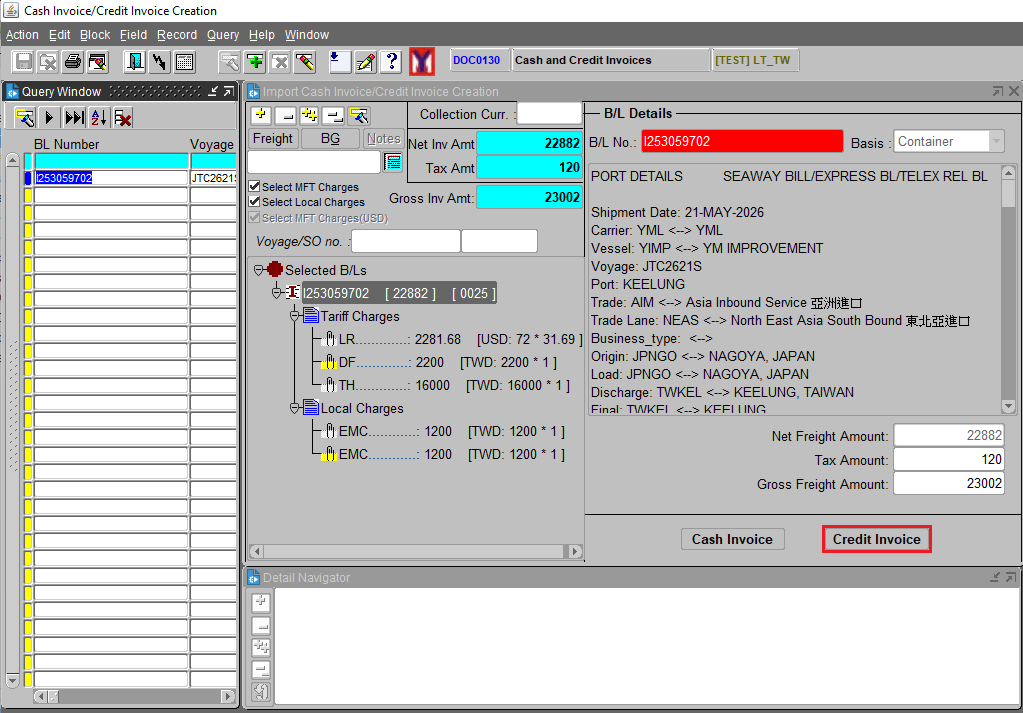 Cash Invoice/Credit Invoice Creation
Action Edit Block Field Record Query Help Window
DOC0130 Cash and Credit Invoices [TEST] LT_TW
Query Window
BL Number Voyage
I253059702 JTC2621S
Import Cash Invoice/Credit Invoice Creation
Collection Curr. :
Freight BG Notes
Net Inv Amt 22882
Tax Amt 120
Gross Inv Amt: 23002
Select MFT Charges
Select Local Charges
Select MFT Charges(USD)
Voyage/SO no. :
Selected B/Ls
I253059702 [ 22882 ] [ 0025 ]
Tariff Charges
LR.............: 2281.68 [USD: 72 * 31.69 ]
DF..............: 2200 [TWD: 2200 * 1 ]
TH..............: 16000 [TWD: 16000 * 1 ]
Local Charges
EMC............: 1200 [TWD: 1200 * 1 ]
EMC............: 1200 [TWD: 1200 * 1 ]
B/L Details
B/L No.: I253059702 Basis : Container
PORT DETAILS SEAWAY BILL/EXPRESS BL/TELEX REL BL
Shipment Date: 21-MAY-2026
Carrier: YML <--> YML
Vessel: YIMP <--> YM IMPROVEMENT
Voyage: JTC2621S
Port: KEELUNG
Trade: AIM <--> Asia Inbound Service 亞洲進口
Trade Lane: NEAS <--> North East Asia South Bound 東北亞進口
Business_type: <-->
Origin: JPNGO <--> NAGOYA, JAPAN
Load: JPNGO <--> NAGOYA, JAPAN
Discharge: TWKEL <--> KEELUNG, TAIWAN
Final: TWKEL <--> KEELUNG
Net Freight Amount: 22882
Tax Amount: 120
Gross Freight Amount: 23002
Cash Invoice Credit Invoice
Detail Navigator